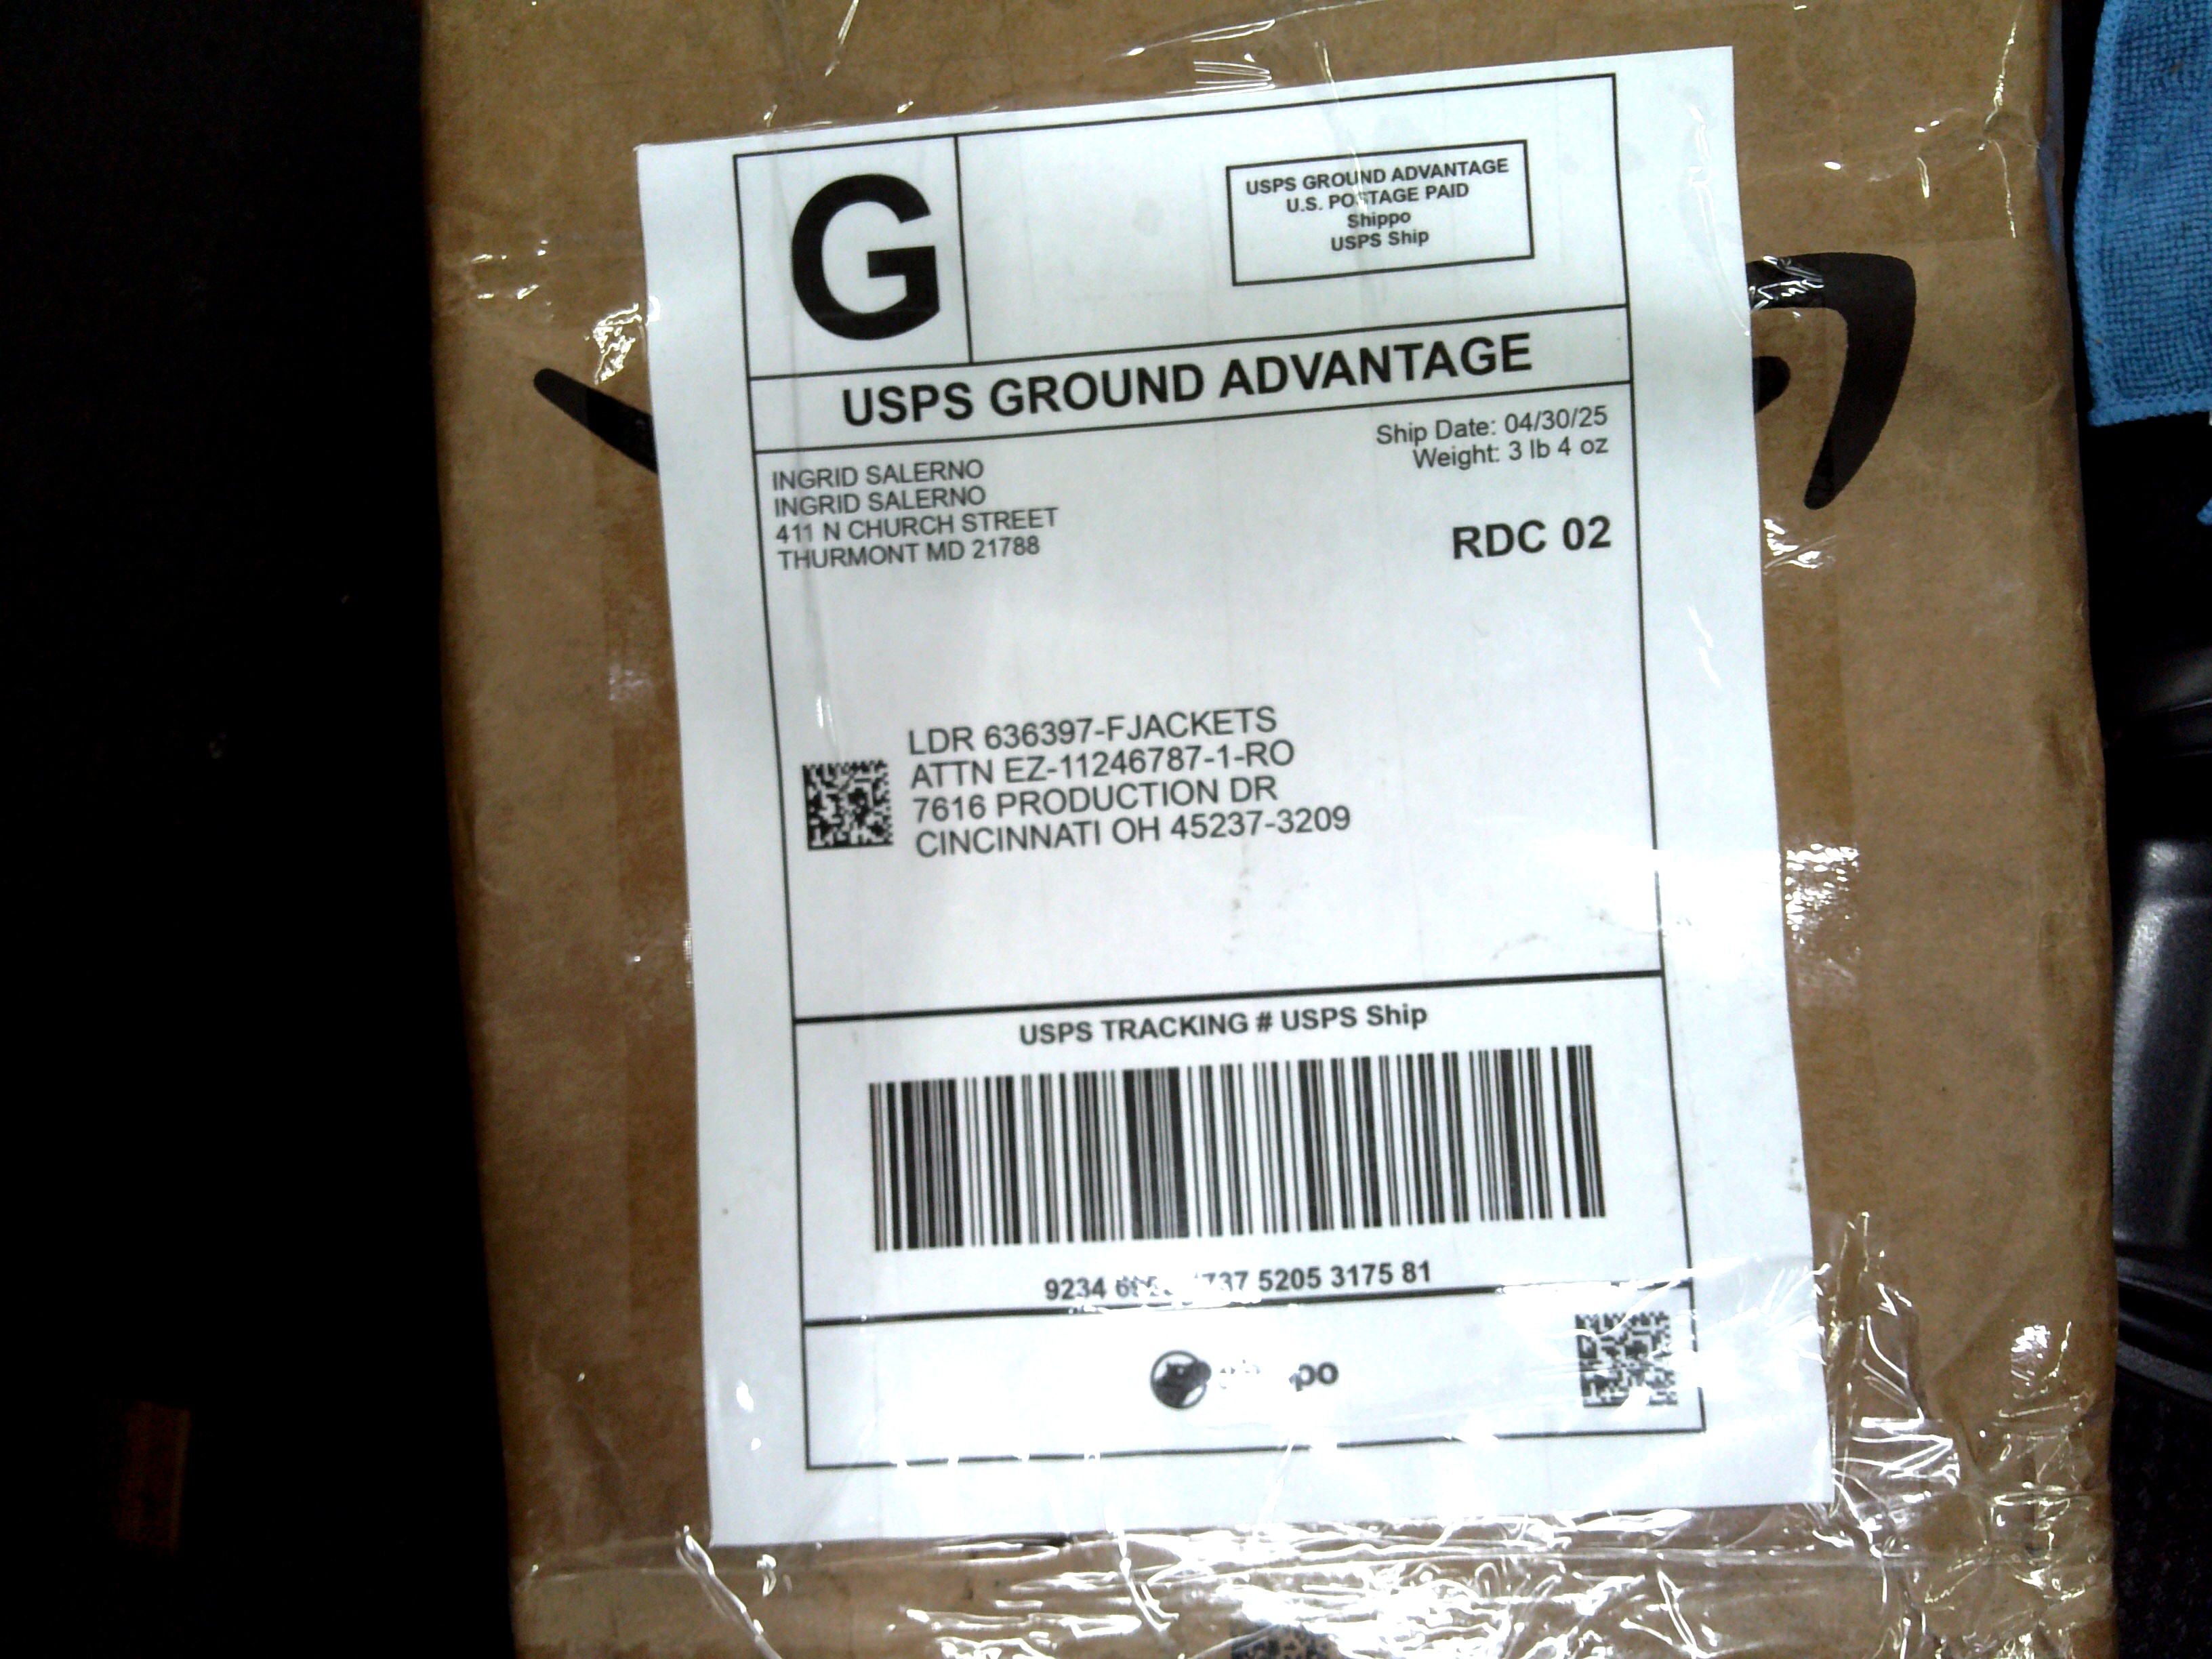 G
USPS GROUND ADVANTAGE
U.S. POSTAGE PAID
Shippo
USPS Ship
USPS GROUND ADVANTAGE
Ship Date: 04/30/25
Weight: 3 lb 4 oz
INGRID SALERNO
INGRID SALERNO
411 N CHURCH STREET
THURMONT MD 21788
RDC 02
LDR 636397-FJACKETS
ATTN EZ-11246787-1-RO
7616 PRODUCTION DR
CINCINNATI OH 45237-3209
USPS TRACKING # USPS Ship
9234 5205 3175 81